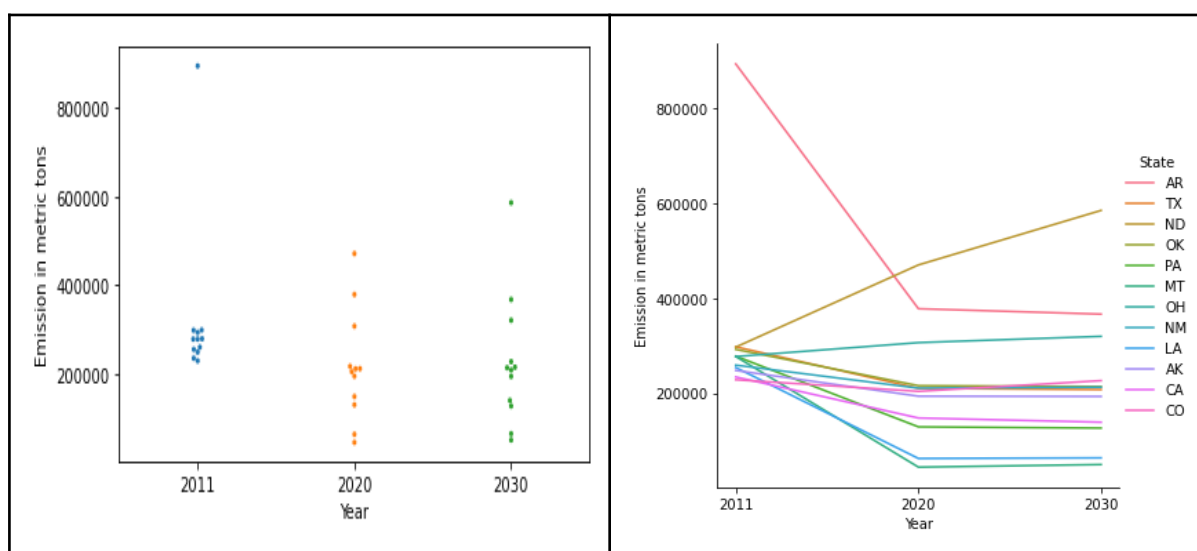 800000
600000
400000
200000
Emission in metric tons
2011 2020 2030
Year
800000
600000
400000
200000
Emission in metric tons
2011 2020 2030
Year
State
AR
TX
ND
OK
PA
MT
OH
NM
LA
AK
CA
CO